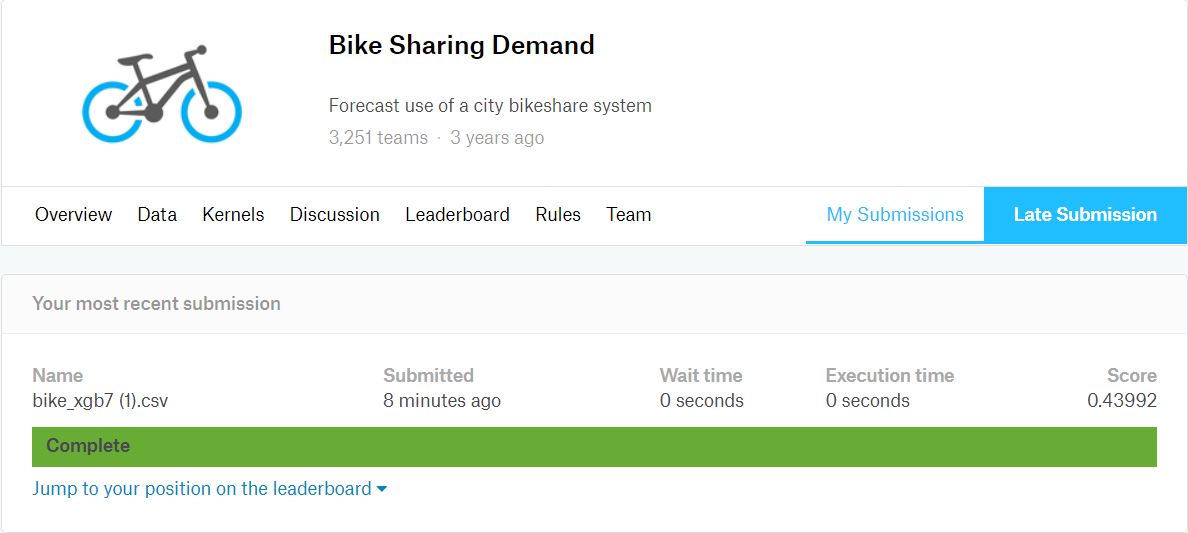 Bike Sharing Demand
Forecast use of a city bikeshare system
3,251 teams · 3 years ago
Overview Data Kernels Discussion Leaderboard Rules Team My Submissions Late Submission
Your most recent submission
Name Submitted Wait time Execution time Score
bike_xgb7 (1).csv 8 minutes ago 0 seconds 0 seconds 0.43992
Complete
Jump to your position on the leaderboard